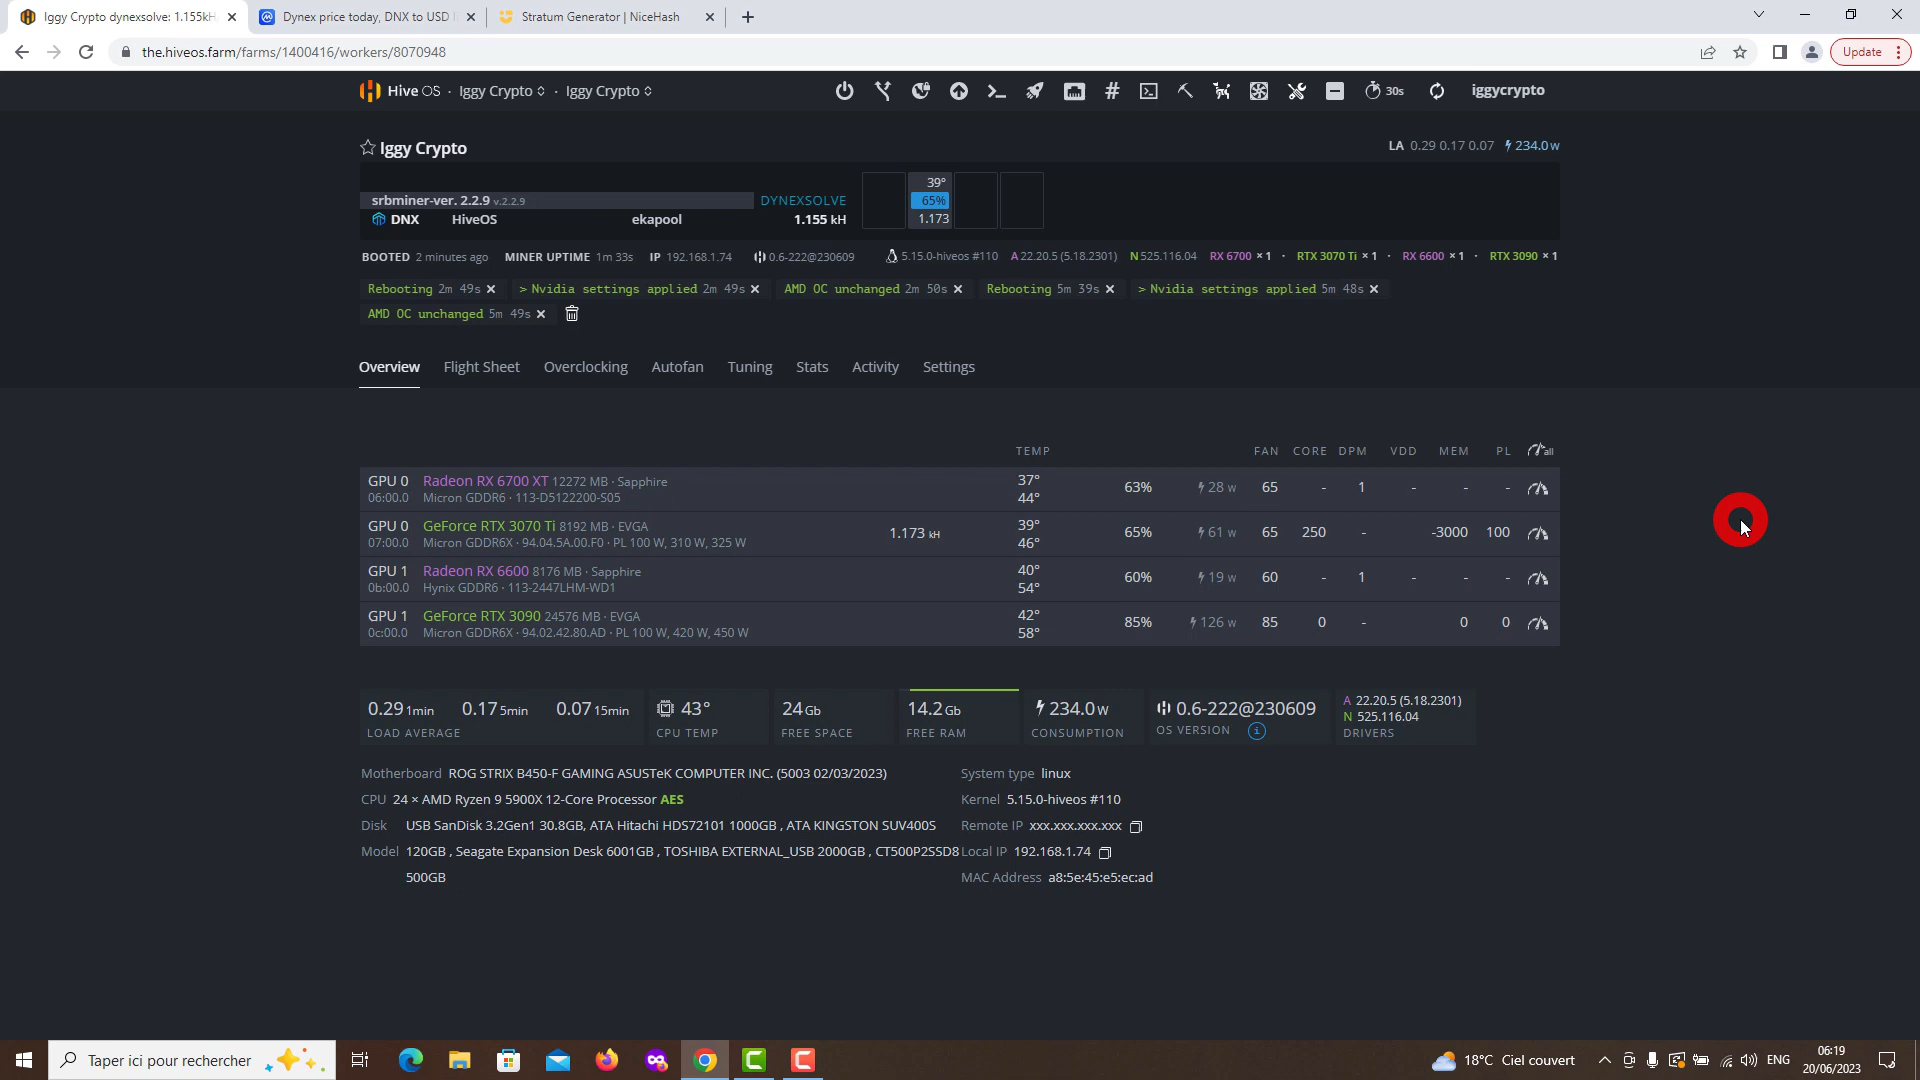 Iggy Crypto dynexsolve: 1.155kH
Dynex price today, DNX to USD l
Stratum Generator | NiceHash
the.hiveos.farm/farms/1400416/workers/8070948
Update
Hive OS · Iggy Crypto · Iggy Crypto
30s
iggycrypto
Iggy Crypto
LA 0.29 0.17 0.07 234.0 W
srbminer-ver. 2.2.9 v.2.2.9 DYNEXSOLVE
DNX HiveOS ekapool 1.155 kH
39°
65%
1.173
BOOTED 2 minutes ago MINER UPTIME 1m 33s IP 192.168.1.74 0.6-222@230609 5.15.0-hiveos #110 A 22.20.5 (5.18.2301) N 525.116.04 RX 6700 × 1 · RTX 3070 Ti × 1 · RX 6600 × 1 · RTX 3090 × 1
Rebooting 2m 49s × > Nvidia settings applied 2m 49s × AMD OC unchanged 2m 50s × Rebooting 5m 39s × > Nvidia settings applied 5m 48s ×
AMD OC unchanged 5m 49s ×
Overview Flight Sheet Overclocking Autofan Tuning Stats Activity Settings
TEMP FAN CORE DPM VDD MEM PL all
GPU 0 Radeon RX 6700 XT 12272 MB · Sapphire 37° 63% 28 W 65 - 1 - - -
06:00.0 Micron GDDR6 · 113-D5122200-S05 44°
GPU 0 GeForce RTX 3070 Ti 8192 MB · EVGA 1.173 kH 39° 65% 61 W 65 250 - -3000 100
07:00.0 Micron GDDR6X · 94.04.5A.00.F0 · PL 100 W, 310 W, 325 W 46°
GPU 1 Radeon RX 6600 8176 MB · Sapphire 40° 60% 19 W 60 - 1 - - -
0b:00.0 Hynix GDDR6 · 113-2447LHM-WD1 54°
GPU 1 GeForce RTX 3090 24576 MB · EVGA 42° 85% 126 W 85 0 - 0 0
0c:00.0 Micron GDDR6X · 94.02.42.80.AD · PL 100 W, 420 W, 450 W 58°
0.29 1min 0.17 5min 0.07 15min
LOAD AVERAGE
43°
CPU TEMP
24 Gb
FREE SPACE
14.2 Gb
FREE RAM
234.0 W
CONSUMPTION
0.6-222@230609
OS VERSION
A 22.20.5 (5.18.2301)
N 525.116.04
DRIVERS
Motherboard ROG STRIX B450-F GAMING ASUSTeK COMPUTER INC. (5003 02/03/2023)
CPU 24 × AMD Ryzen 9 5900X 12-Core Processor AES
Disk USB SanDisk 3.2Gen1 30.8GB, ATA Hitachi HDS72101 1000GB , ATA KINGSTON SUV400S
Model 120GB , Seagate Expansion Desk 6001GB , TOSHIBA EXTERNAL_USB 2000GB , CT500P2SSD8
500GB
System type linux
Kernel 5.15.0-hiveos #110
Remote IP xxx.xxx.xxx.xxx
Local IP 192.168.1.74
MAC Address a8:5e:45:e5:ec:ad
Taper ici pour rechercher
18°C Ciel couvert
ENG
06:19
20/06/2023